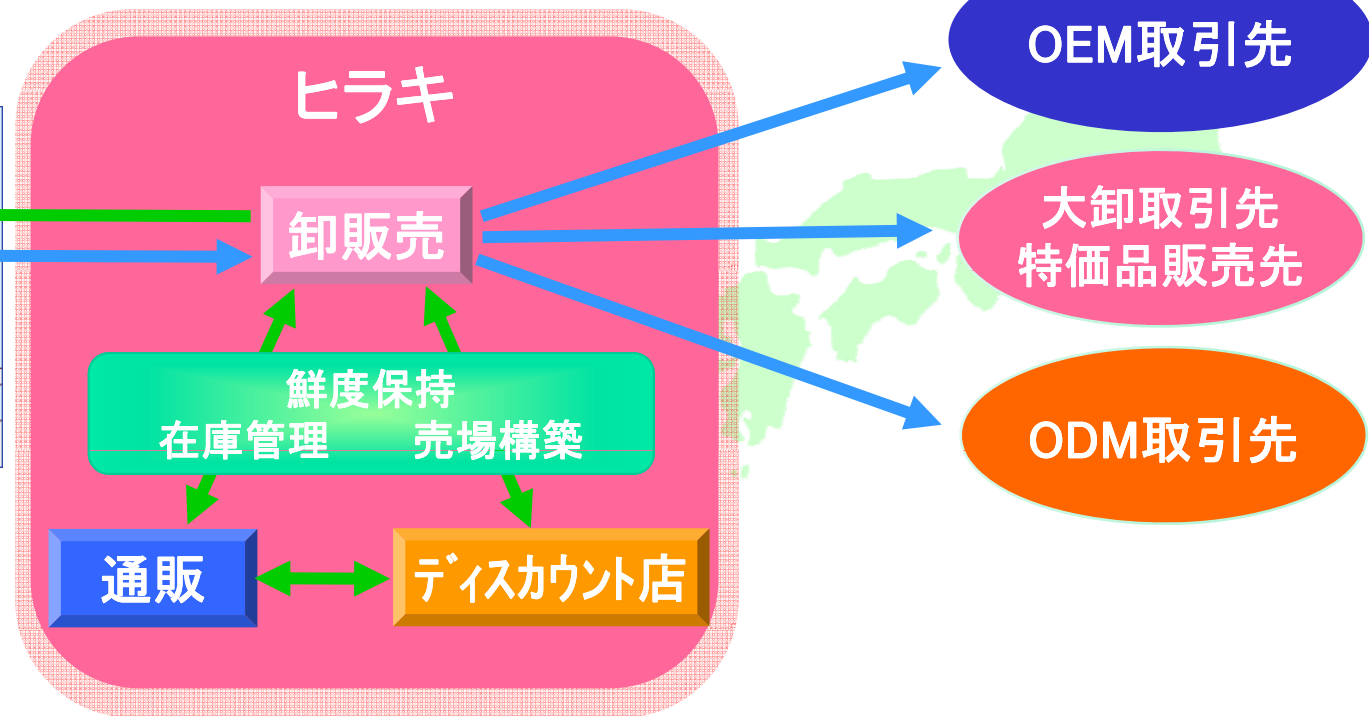 ヒラキ
卸販売
鮮度保持
在庫管理 売場構築
通販
ディスカウント店
OEM取引先
大卸取引先
特価品販売先
ODM取引先